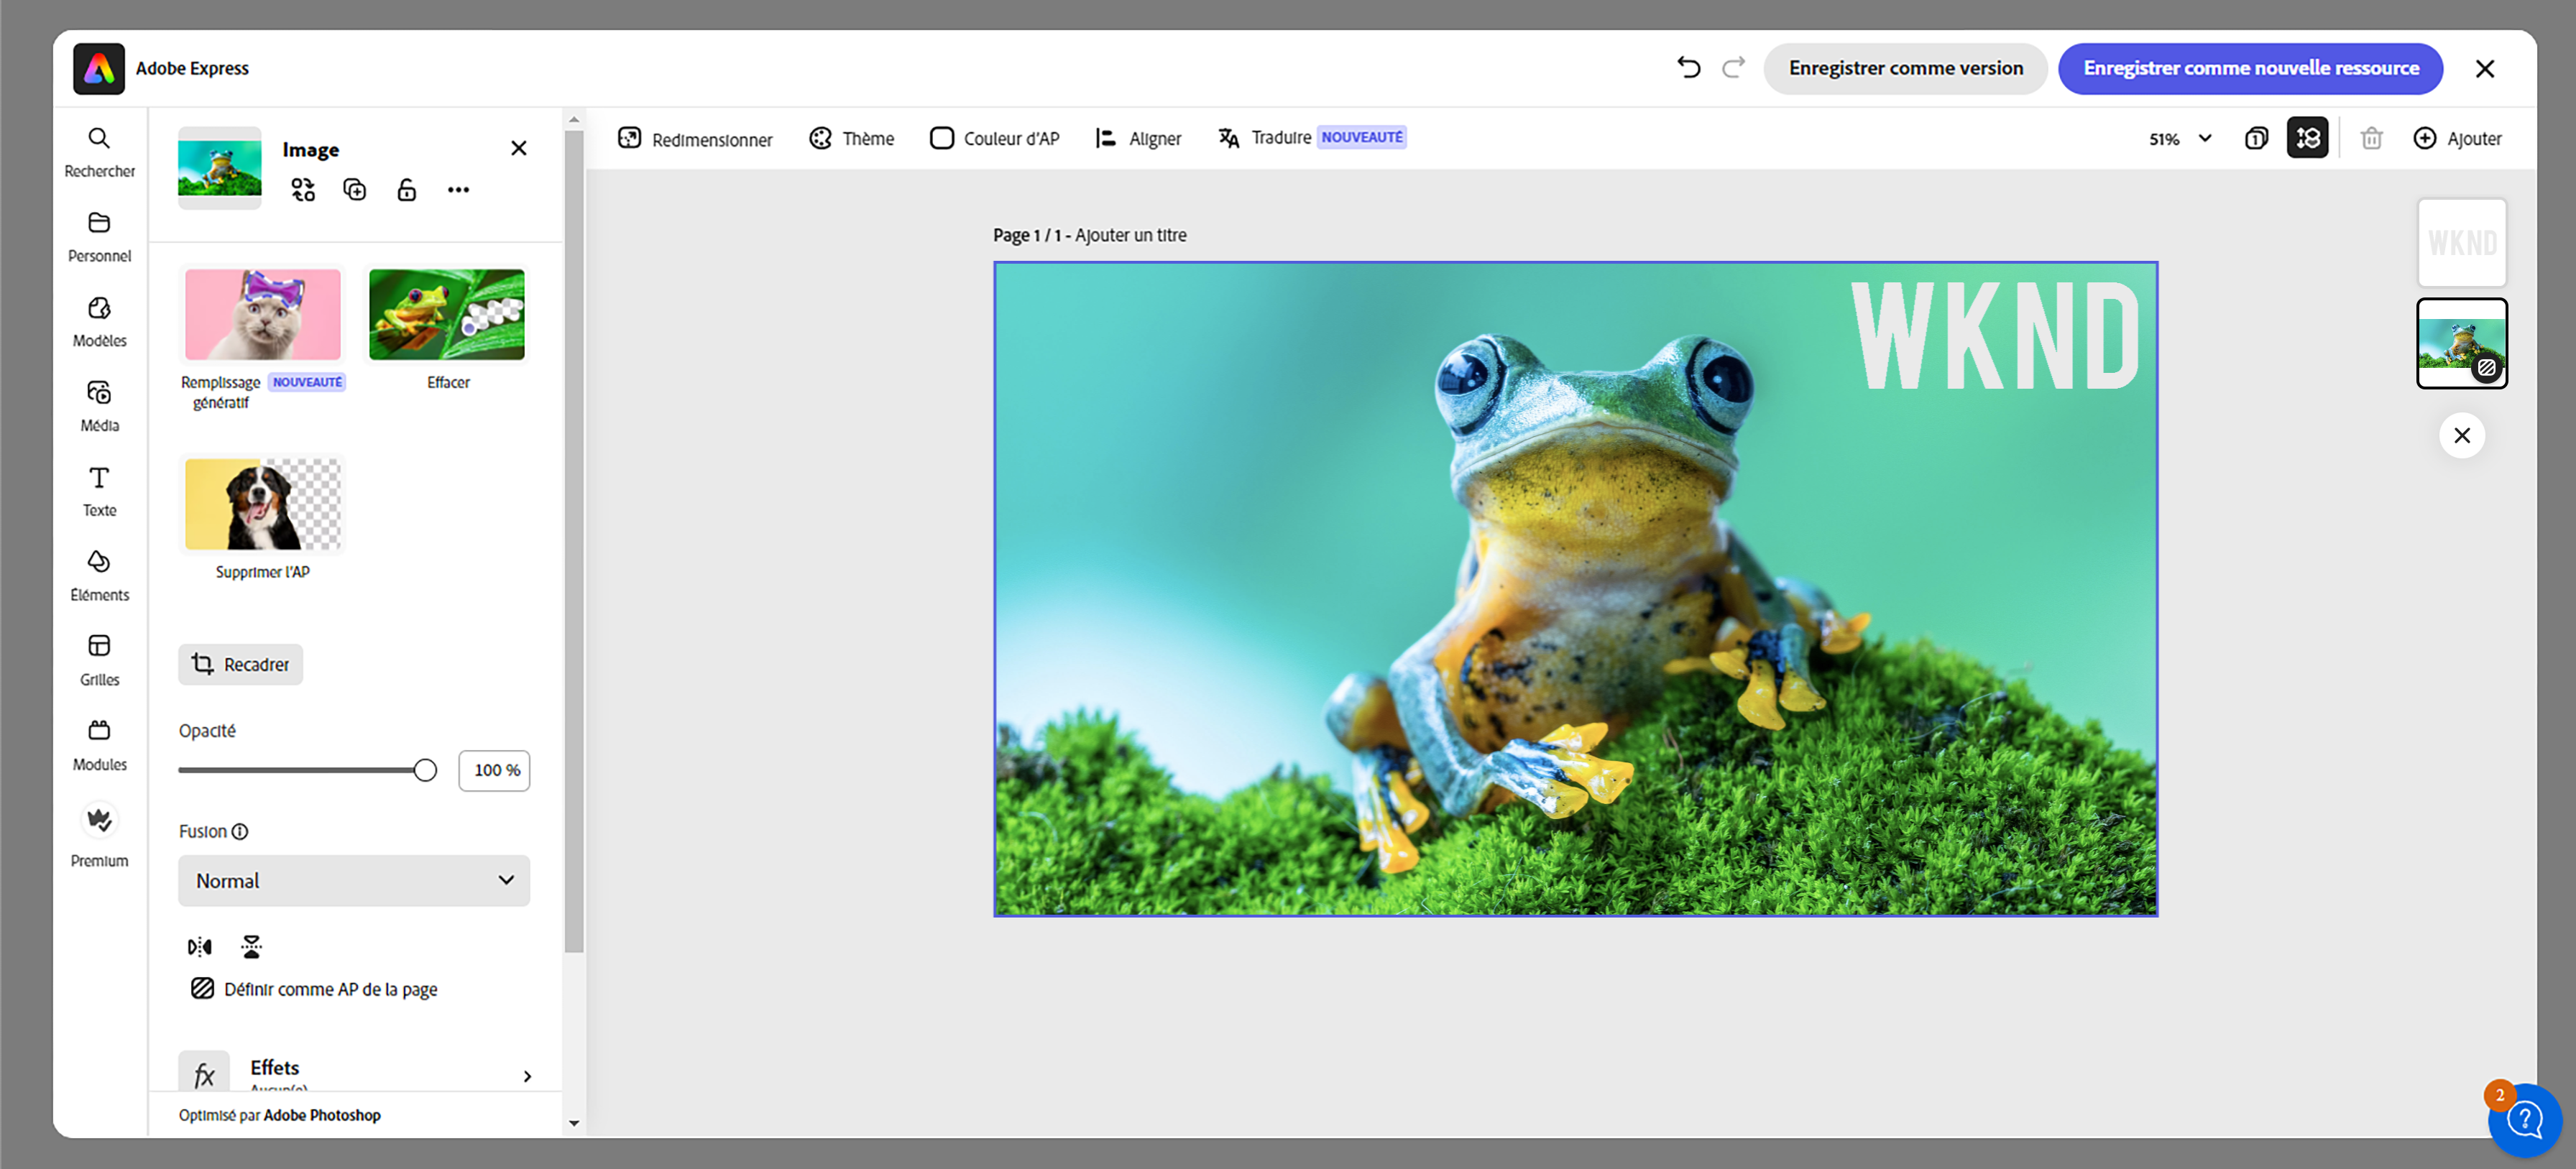 Adobe Express
Enregistrer comme version
Enregistrer comme nouvelle ressource
Rechercher
Personnel
Modèles
Média
Texte
Éléments
Grilles
Modules
Premium
Image
Remplissage NOUVEAUTÉ
génératif
Effacer
Supprimer l'AP
Recadrer
Opacité
100 %
Fusion
Normal
Définir comme AP de la page
fx
Effets
Aucun(e)
Optimisé par Adobe Photoshop
Redimensionner
Thème
Couleur d'AP
Aligner
Traduire NOUVEAUTÉ
51%
1
Ajouter
Page 1 / 1 - Ajouter un titre
WKND
WKND
2